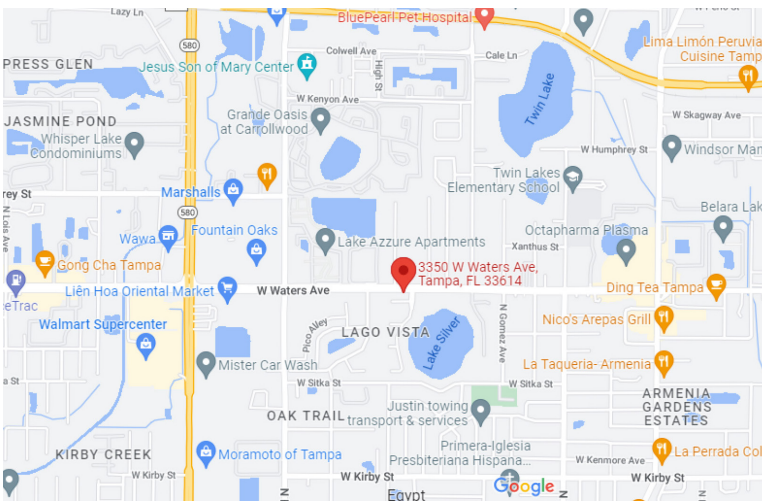 Lazy Ln
BluePearl Pet Hospital
W
580
Colwell Ave
Cale Ln
Lima Limón Peruvia
Cuisine Tamp
PRESS GLEN
Jesus Son of Mary Center
High St
W Kenyon Ave
Twin Lake
JASMINE POND
Grande Oasis
at Carrollwood
W Skagway Ave
Whisper Lake
Condominiums
W Humphrey St
Windsor Man
Twin Lakes
Elementary School
rey St
Marshalls
580
Belara Lak
N Lois Ave
Wawa
Fountain Oaks
Octapharma Plasma
Lake Azzure Apartments
Xanthus St
Gong Cha Tampa
3350 W Waters Ave,
Tampa, FL 33614
eTrac
Liên Hoa Oriental Market
W Waters Ave
Ding Tea Tampa
Walmart Supercenter
Pico Alley
LAGO VISTA
Lake Silver
N Gomez Ave
Nico's Arepas Grill
Mister Car Wash
La Taqueria- Armenia
a St
W Sitka St
W Sitka St
ARMENIA
GARDENS
ESTATES
OAK TRAIL
Justin towing
transport & services
KIRBY CREEK
Moramoto of Tampa
Primera-Iglesia
Presbiteriana Hispana...
W Kenmore Ave
La Perrada Col
W Kirby St
W Kirby St
Google
W Kirby St
N
Egypt
N
N